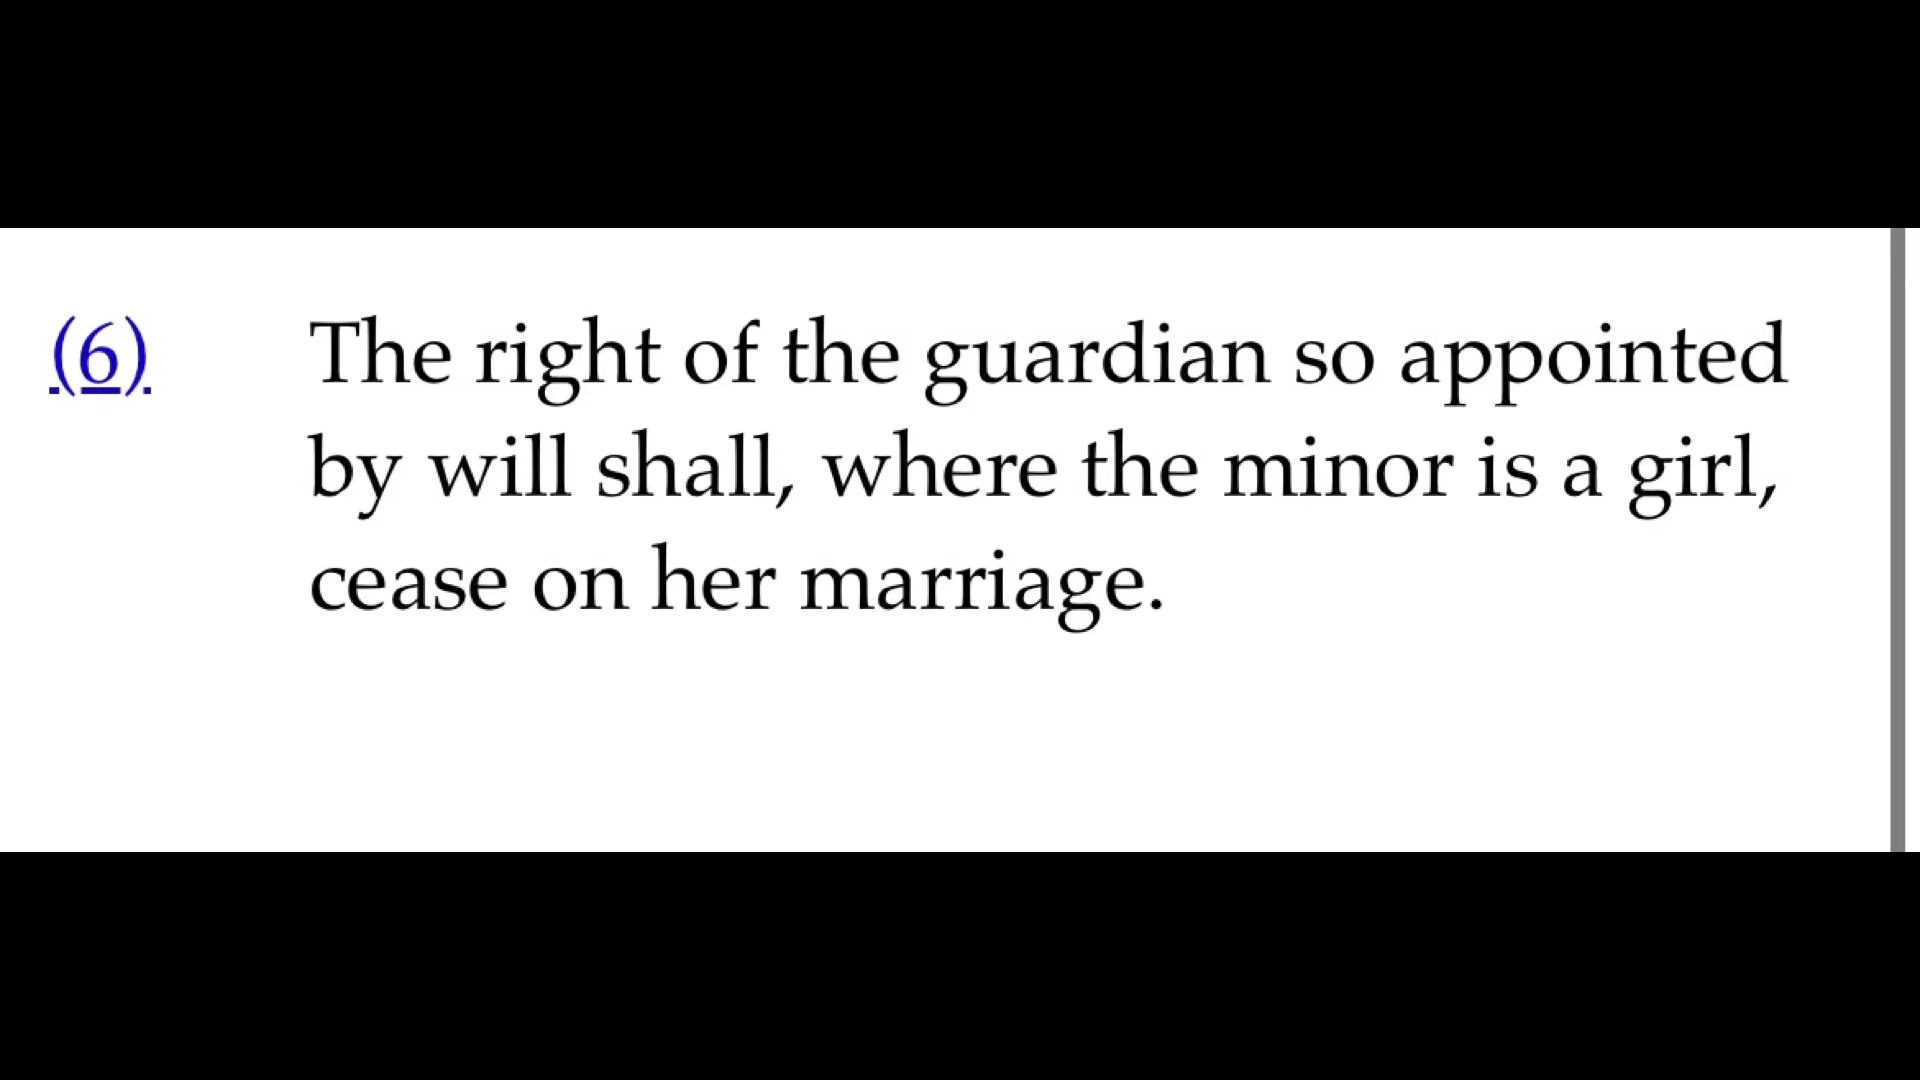 (6) The right of the guardian so appointed
by will shall, where the minor is a girl,
cease on her marriage.